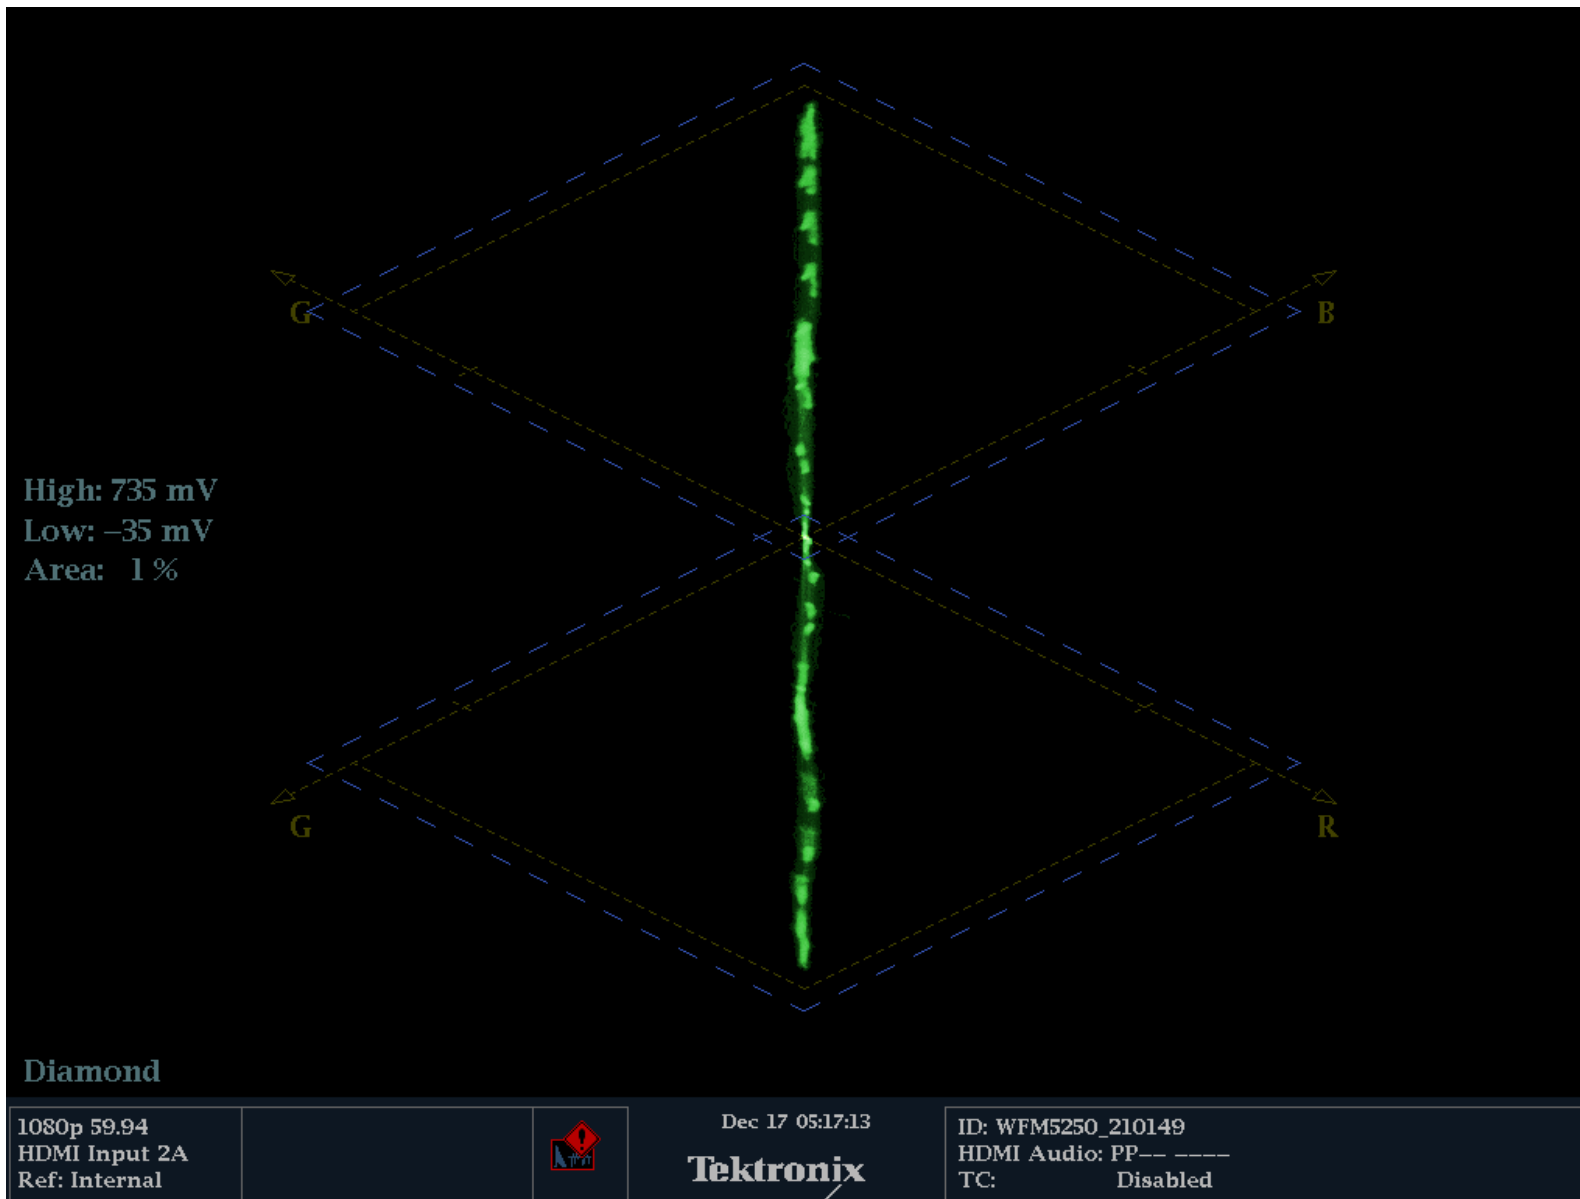 G
B
High: 735 mV
Low: –35 mV
Area: 1 %
G
R
Diamond
1080p 59.94
HDMI Input 2A
Ref: Internal
Dec 17 05:17:13
Tektronix
ID: WFM5250_210149
HDMI Audio: PP–– ––––
TC: Disabled